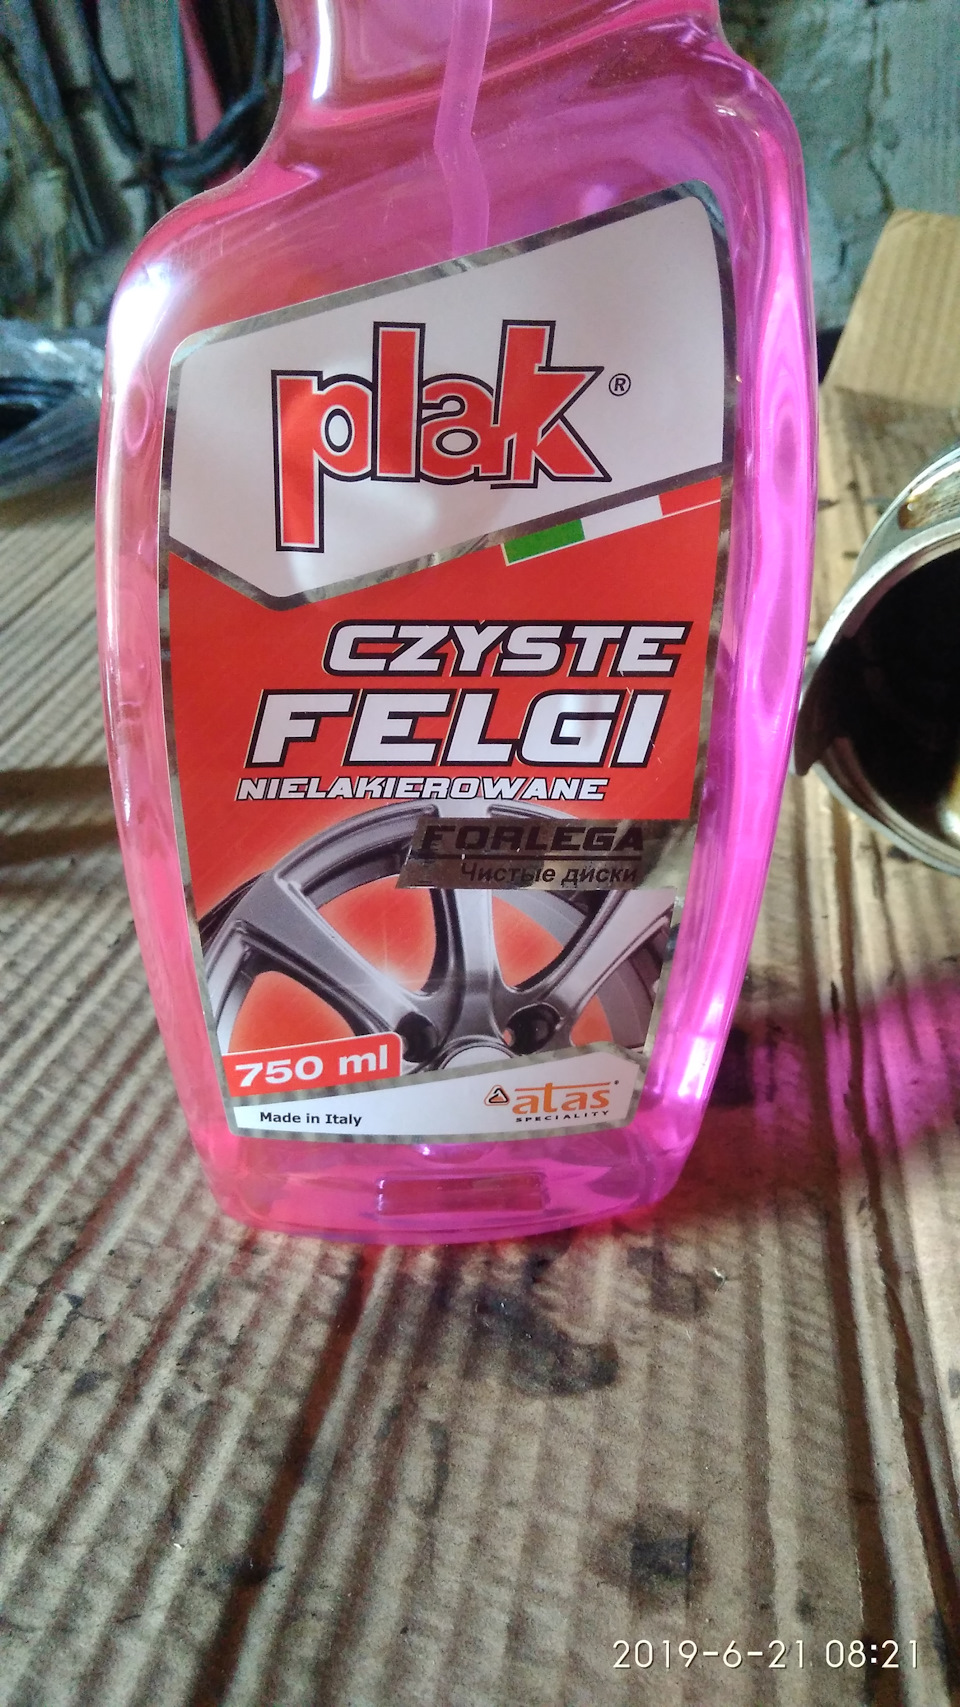 plak®
CZYSTE
FELGI
NIELAKIEROWANE
FORLEGA
Чистые диски
750 ml
Made in Italy
atas
SPECIALITY
2019-6-21 08:21